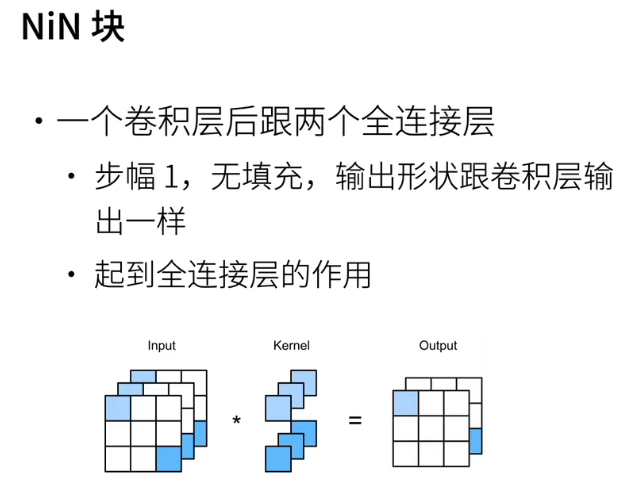 NiN 块
• 一个卷积层后跟两个全连接层
• 步幅 1，无填充，输出形状跟卷积层输
出一样
• 起到全连接层的作用
Input Kernel Output
* =